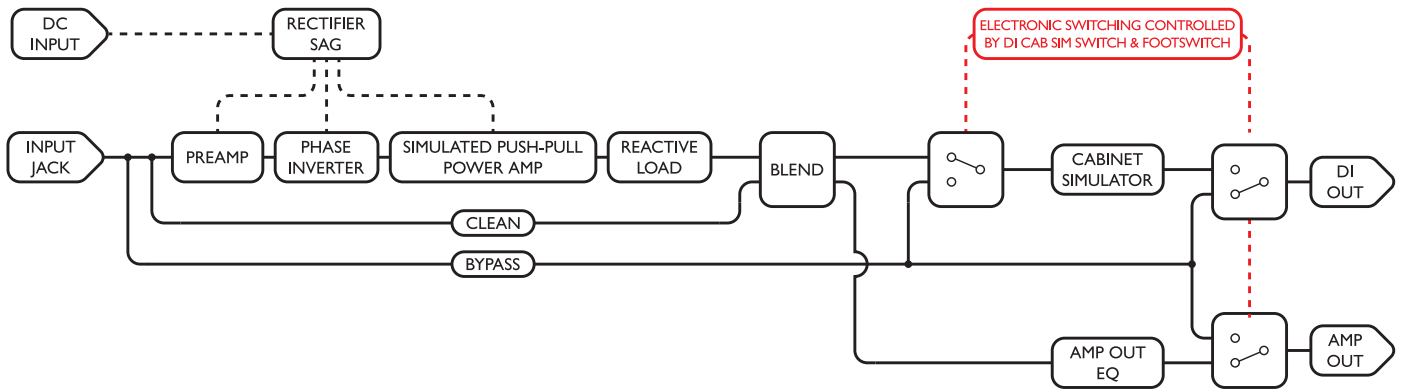 DC
INPUT
RECTIFIER
SAG
ELECTRONIC SWITCHING CONTROLLED
BY DI CAB SIM SWITCH & FOOTSWITCH
INPUT
JACK
PREAMP
PHASE
INVERTER
SIMULATED PUSH-PULL
POWER AMP
REACTIVE
LOAD
BLEND
CABINET
SIMULATOR
DI
OUT
CLEAN
BYPASS
AMP OUT
EQ
AMP
OUT